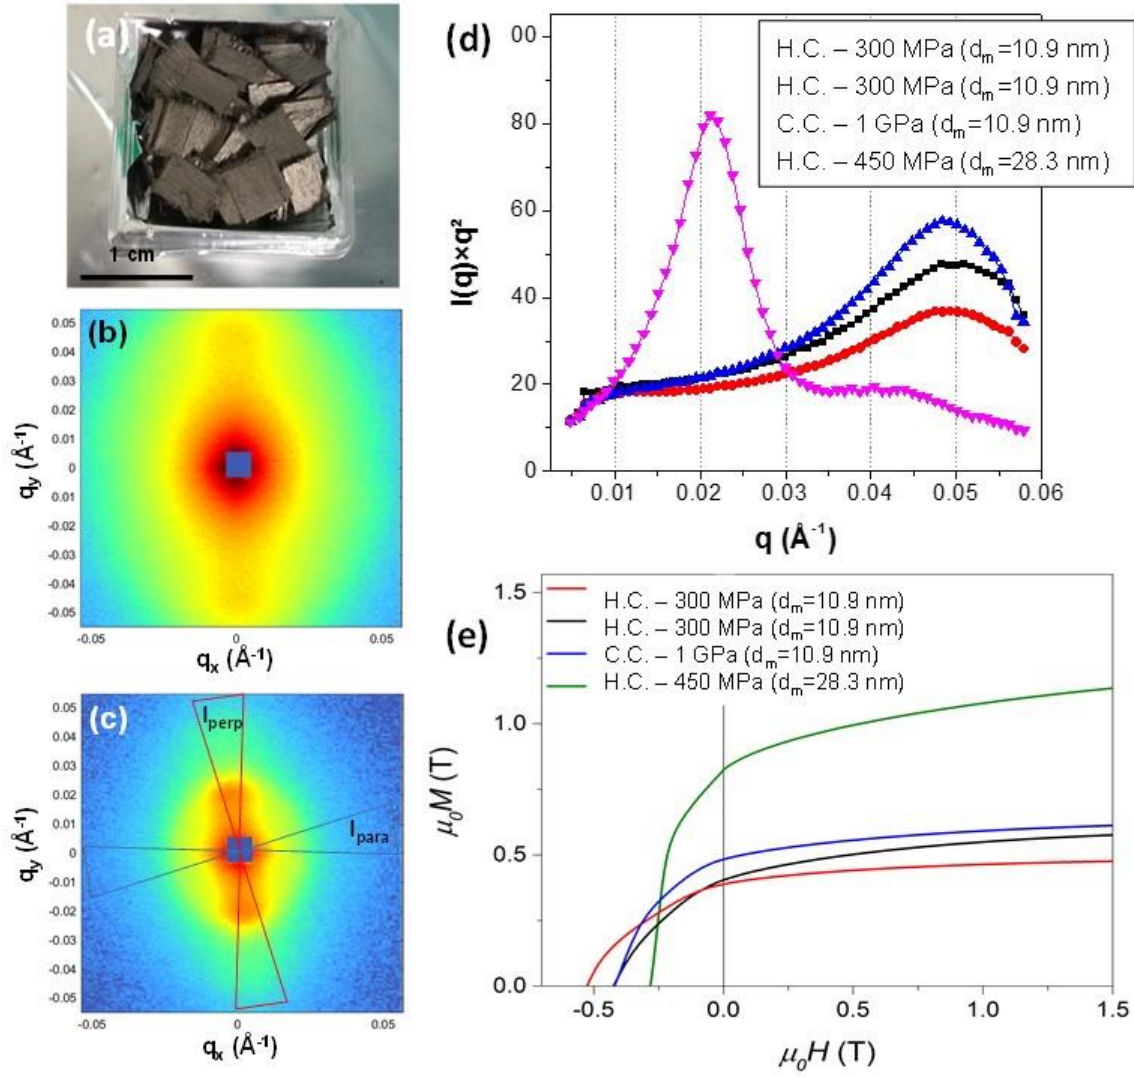 (a)
1 cm
(b)
0.05
0.04
0.03
0.02
0.01
0
-0.01
-0.02
-0.03
-0.04
-0.05
-0.05
0
0.05
qy (Å-1)
qx (Å-1)
(c)
Iperp
Ipara
0.05
0.04
0.03
0.02
0.01
0
-0.01
-0.02
-0.03
-0.04
-0.05
-0.05
0
0.05
qy (Å-1)
qx (Å-1)
(d)
H.C. – 300 MPa (dm=10.9 nm)
H.C. – 300 MPa (dm=10.9 nm)
C.C. – 1 GPa (dm=10.9 nm)
H.C. – 450 MPa (dm=28.3 nm)
00
80
60
40
20
0
0.01
0.02
0.03
0.04
0.05
0.06
I(q)×q²
q (Å-1)
(e)
H.C. – 300 MPa (dm=10.9 nm)
H.C. – 300 MPa (dm=10.9 nm)
C.C. – 1 GPa (dm=10.9 nm)
H.C. – 450 MPa (dm=28.3 nm)
1.5
1.0
0.5
0.0
-0.5
0.0
0.5
1.0
1.5
μ0M (T)
μ0H (T)